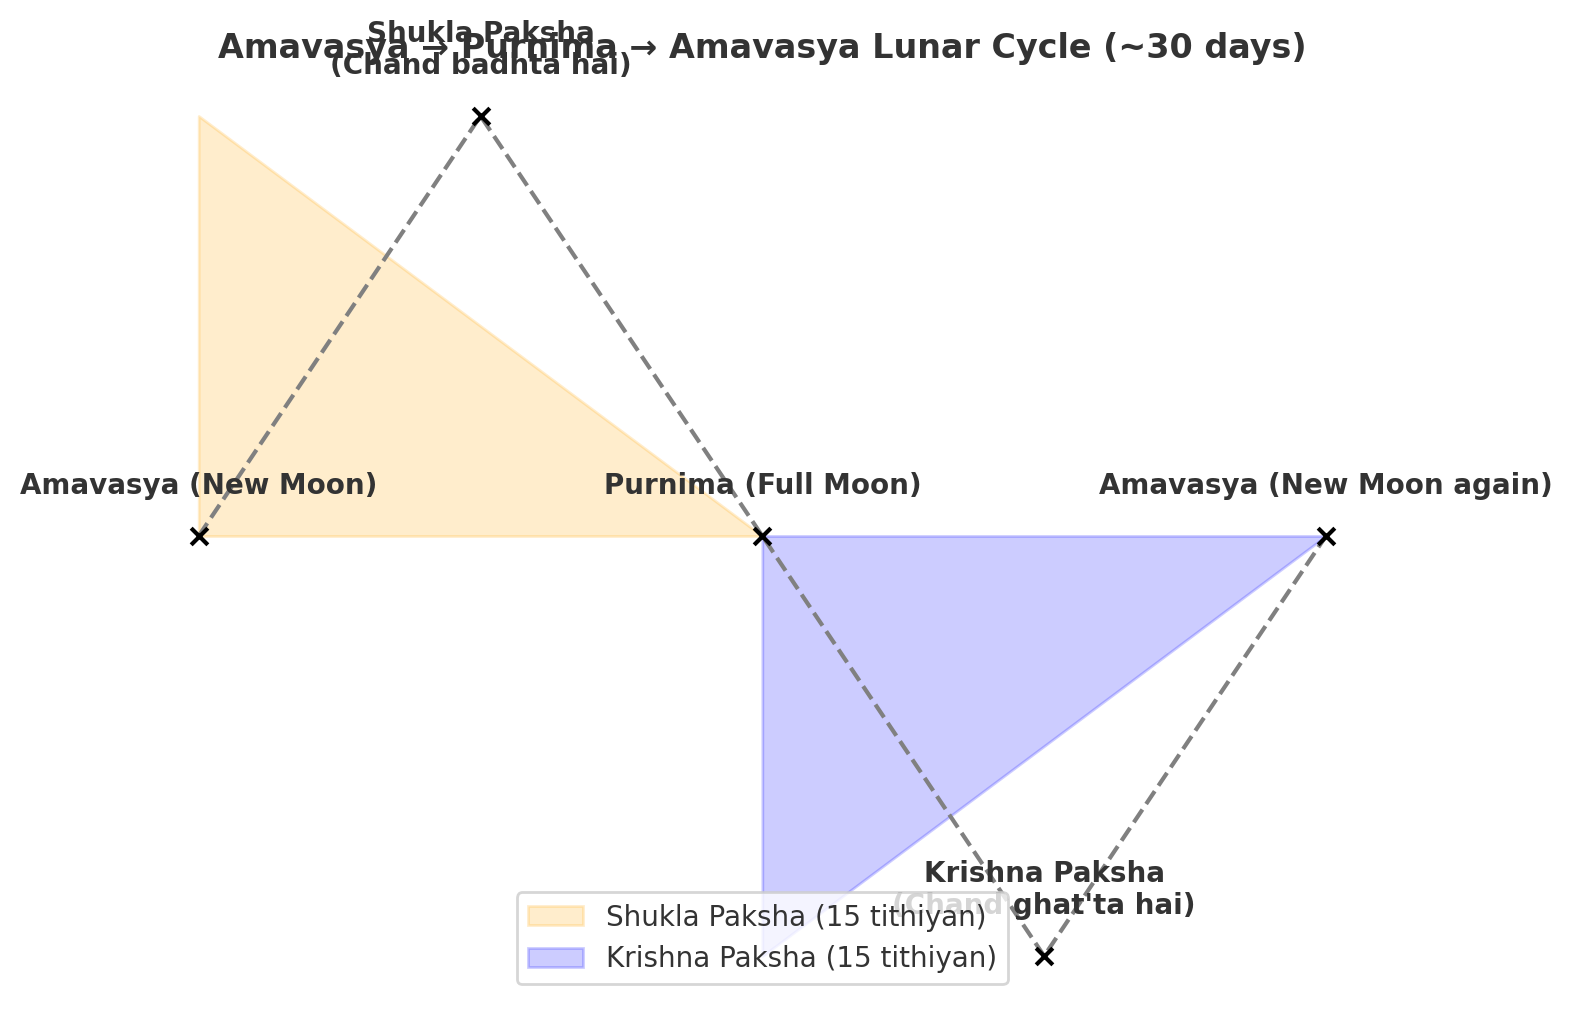 Amavasya → Purnima → Amavasya Lunar Cycle (~30 days)
Shukla Paksha
(Chand badhta hai)
Amavasya (New Moon)
Purnima (Full Moon)
Amavasya (New Moon again)
Krishna Paksha
(Chand ghat'ta hai)
Shukla Paksha (15 tithiyan)
Krishna Paksha (15 tithiyan)